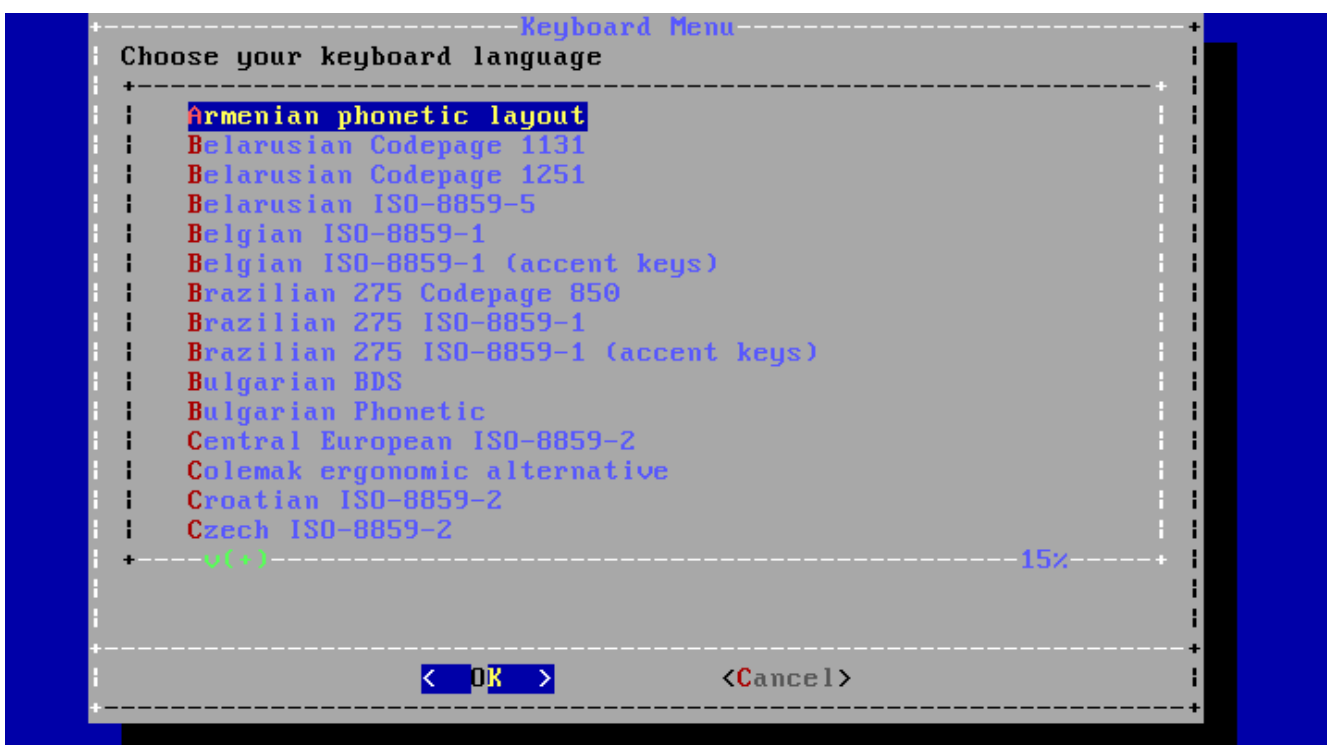 Keyboard Menu
Choose your keyboard language
Armenian phonetic layout
Belarusian Codepage 1131
Belarusian Codepage 1251
Belarusian ISO-8859-5
Belgian ISO-8859-1
Belgian ISO-8859-1 (accent keys)
Brazilian 275 Codepage 850
Brazilian 275 ISO-8859-1
Brazilian 275 ISO-8859-1 (accent keys)
Bulgarian BDS
Bulgarian Phonetic
Central European ISO-8859-2
Colemak ergonomic alternative
Croatian ISO-8859-2
Czech ISO-8859-2
v(+) 15%
< OK > <Cancel>